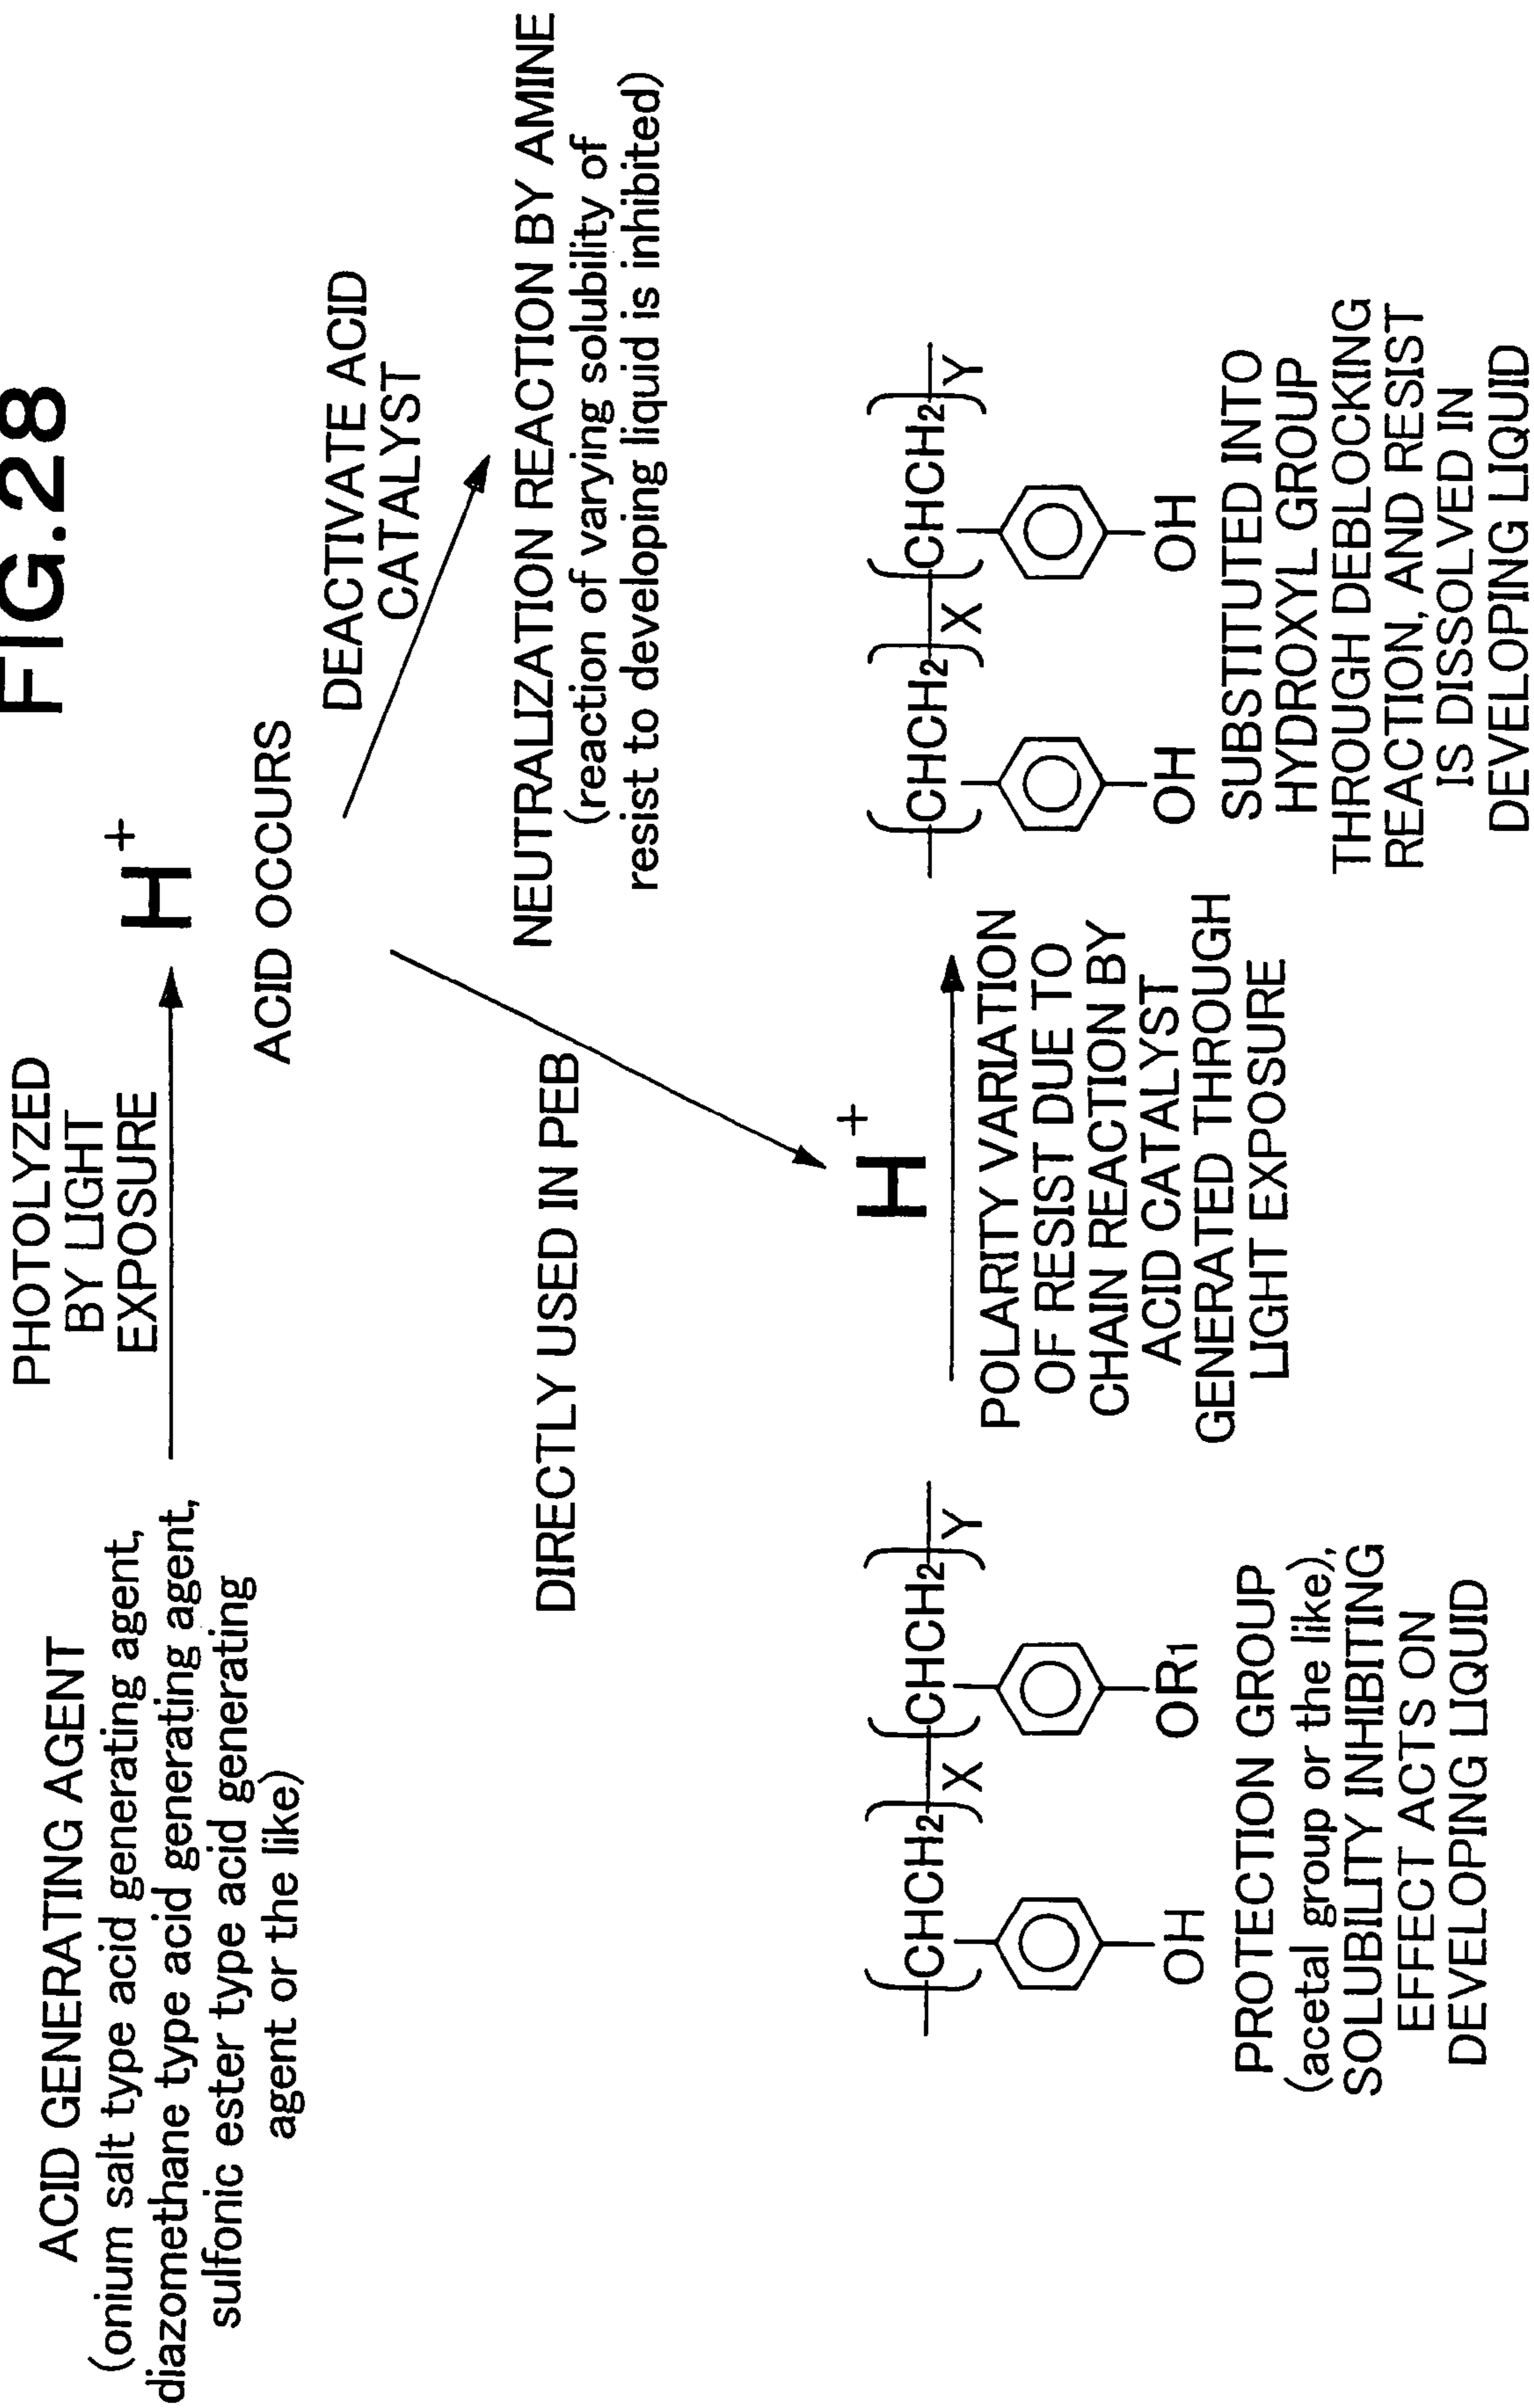 FIG.28
ACID GENERATING AGENT
(onium salt type acid generating agent,
diazomethane type acid generating agent,
sulfonic ester type acid generating
agent or the like)
PHOTOLYZED
BY LIGHT
EXPOSURE
H+
ACID OCCURS
DEACTIVATE ACID
CATALYST
NEUTRALIZATION REACTION BY AMINE
(reaction of varying solubility of
resist to developing liquid is inhibited)
DIRECTLY USED IN PEB
(CHCH2)X (CHCH2)Y
OH OR1
PROTECTION GROUP
(acetal group or the like),
SOLUBILITY INHIBITING
EFFECT ACTS ON
DEVELOPING LIQUID
H+
POLARITY VARIATION
OF RESIST DUE TO
CHAIN REACTION BY
ACID CATALYST
GENERATED THROUGH
LIGHT EXPOSURE
(CHCH2)X (CHCH2)Y
OH OH
SUBSTITUTED INTO
HYDROXYL GROUP
THROUGH DEBLOCKING
REACTION, AND RESIST
IS DISSOLVED IN
DEVELOPING LIQUID